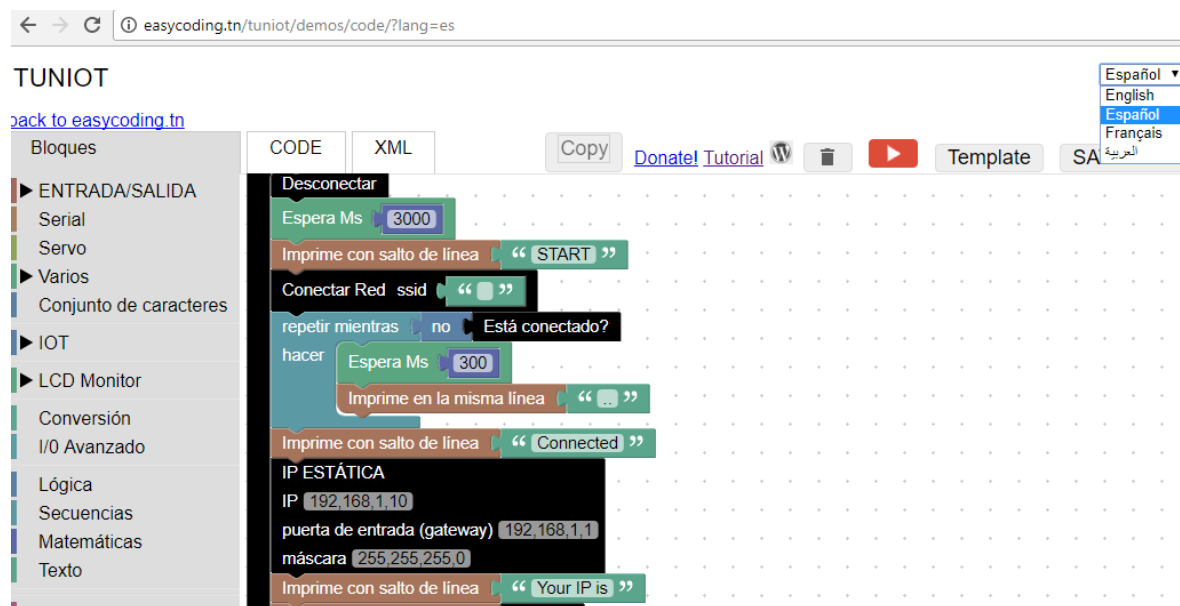 easycoding.tn/tuniot/demos/code/?lang=es
TUNIOT
Español
English
Español
Français
العربية
back to easycoding.tn
Bloques
CODE
XML
Copy
Donate! Tutorial
Template
SA
ENTRADA/SALIDA
Serial
Servo
Varios
Conjunto de caracteres
IOT
LCD Monitor
Conversión
I/0 Avanzado
Lógica
Secuencias
Matemáticas
Texto
Desconectar
Espera Ms 3000
Imprime con salto de línea “ START ”
Conectar Red ssid “ ”
repetir mientras no Está conectado?
hacer Espera Ms 300
Imprime en la misma línea “ .. ”
Imprime con salto de línea “ Connected ”
IP ESTÁTICA
IP 192,168,1,10
puerta de entrada (gateway) 192,168,1,1
máscara 255,255,255,0
Imprime con salto de línea “ Your IP is ”